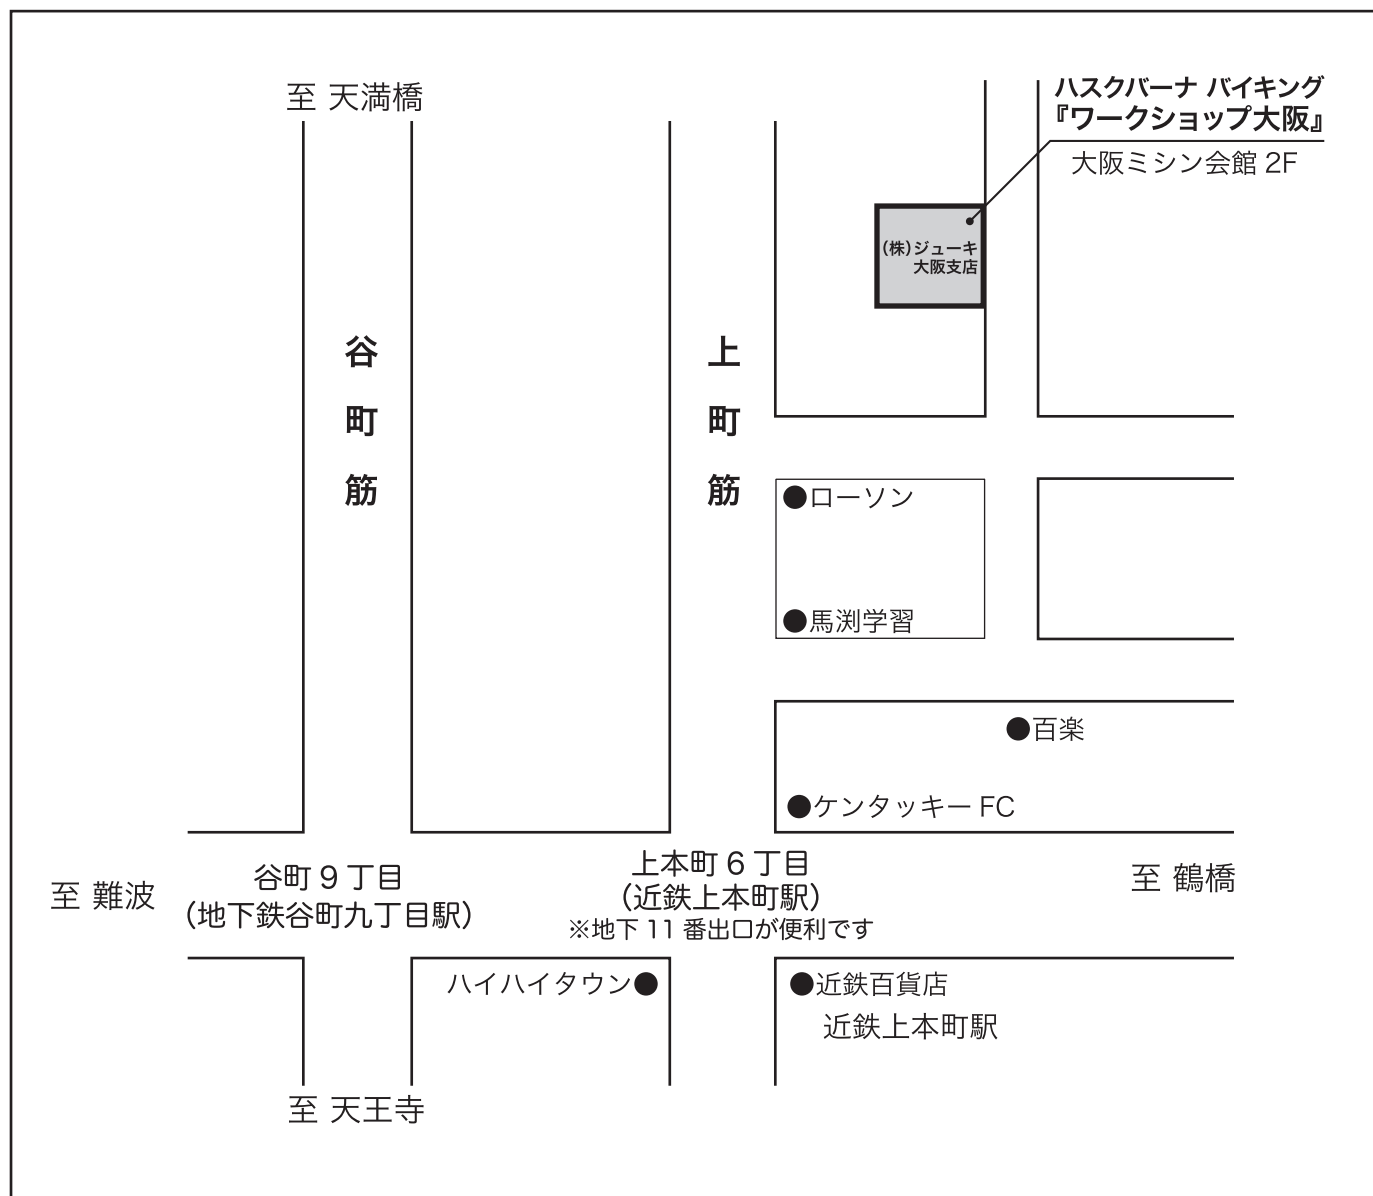 至 天満橋
ハスクバーナ バイキング
『ワークショップ大阪』
大阪ミシン会館 2F
(株)ジューキ
大阪支店
谷町筋
上町筋
●ローソン
●馬渕学習
●百楽
●ケンタッキー FC
至 難波
谷町 9 丁目
(地下鉄谷町九丁目駅)
上本町 6 丁目
(近鉄上本町駅)
※地下 11 番出口が便利です
至 鶴橋
ハイハイタウン●
●近鉄百貨店
近鉄上本町駅
至 天王寺